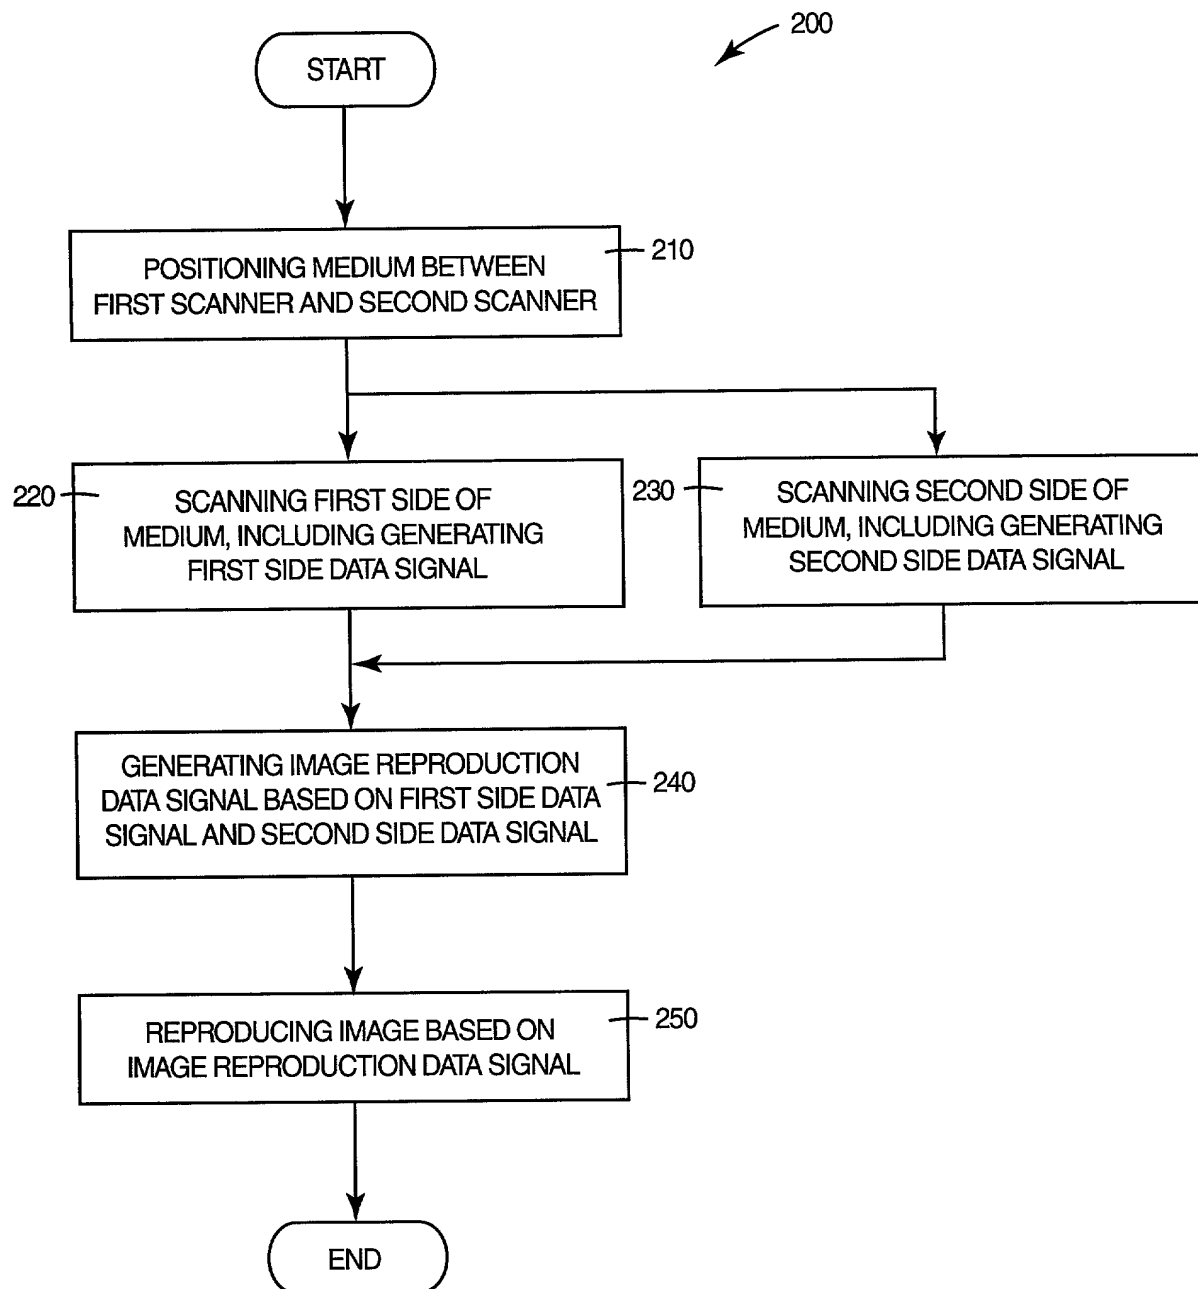 200
START
POSITIONING MEDIUM BETWEEN
FIRST SCANNER AND SECOND SCANNER
210
220
SCANNING FIRST SIDE OF
MEDIUM, INCLUDING GENERATING
FIRST SIDE DATA SIGNAL
230
SCANNING SECOND SIDE OF
MEDIUM, INCLUDING GENERATING
SECOND SIDE DATA SIGNAL
GENERATING IMAGE REPRODUCTION
DATA SIGNAL BASED ON FIRST SIDE DATA
SIGNAL AND SECOND SIDE DATA SIGNAL
240
REPRODUCING IMAGE BASED ON
IMAGE REPRODUCTION DATA SIGNAL
250
END